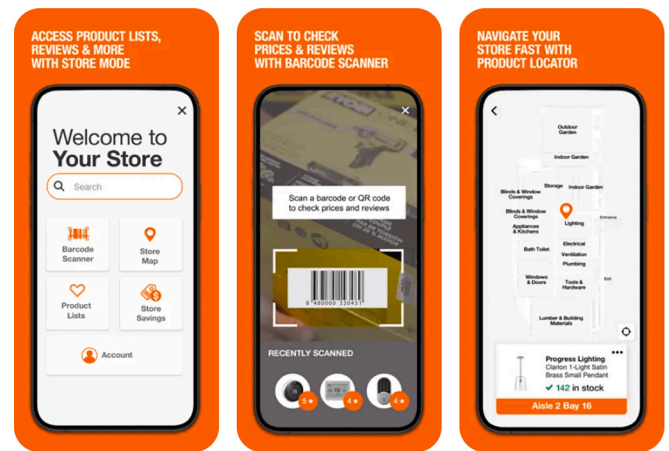 ACCESS PRODUCT LISTS,
REVIEWS & MORE
WITH STORE MODE
Welcome to
Your Store
Search
Barcode
Scanner
Store
Map
Product
Lists
Store
Savings
Account
SCAN TO CHECK
PRICES & REVIEWS
WITH BARCODE SCANNER
RYOBI
Scan a barcode or QR code
to check prices and reviews
RECENTLY SCANNED
72
5 ★
4 ★
4 ★
NAVIGATE YOUR
STORE FAST WITH
PRODUCT LOCATOR
Outdoor
Garden
Indoor Garden
Storage
Indoor Garden
Blinds & Window
Coverings
Blinds & Window
Coverings
Lighting
Entrance
Appliances
& Kitchens
Electrical
Bath Toilet
Ventilation
Plumbing
Windows
& Doors
Tools &
Hardware
Exit
Lumber & Building
Materials
Progress Lighting
Clarion 1-Light Satin
Brass Small Pendant
✔ 142 in stock
Aisle 2 Bay 16